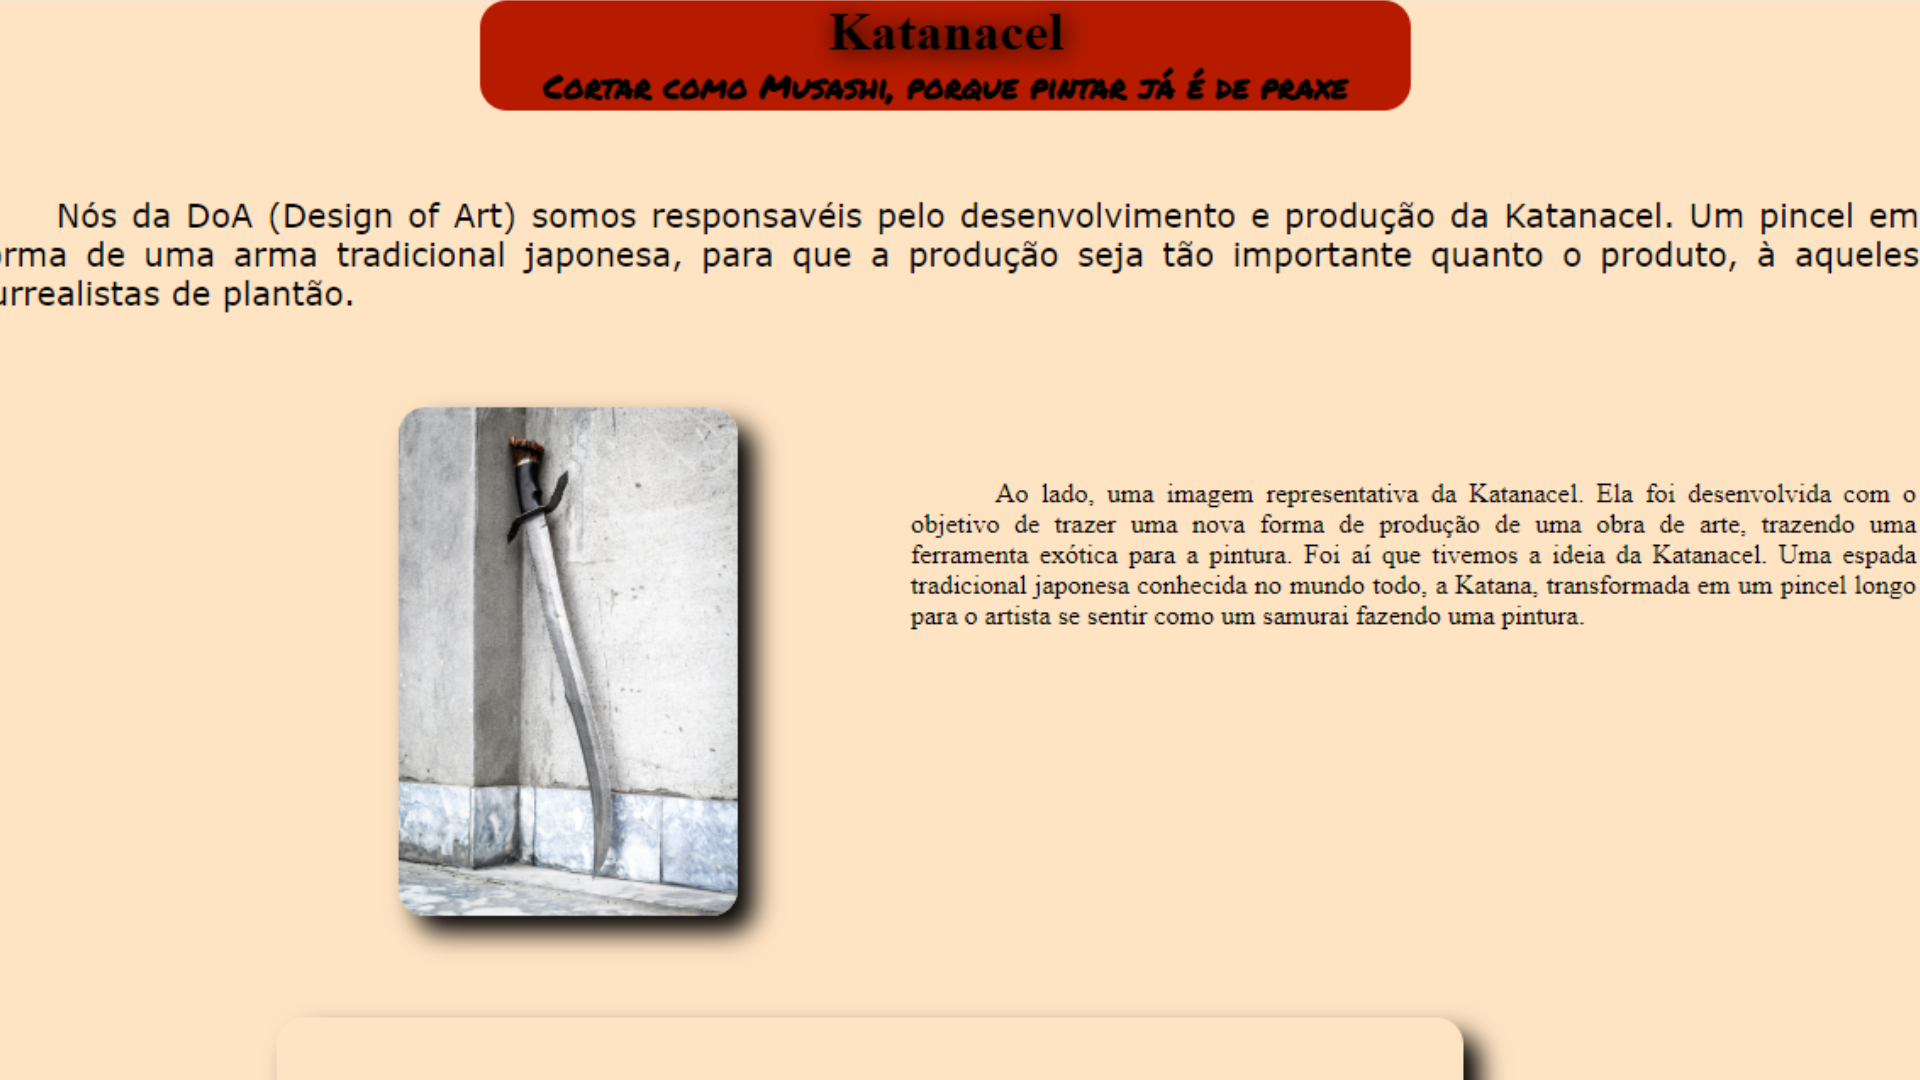 Katanacel
Cortar como Musashi, porque pintar já é de praxe
Nós da DoA (Design of Art) somos responsavéis pelo desenvolvimento e produção da Katanacel. Um pincel em
orma de uma arma tradicional japonesa, para que a produção seja tão importante quanto o produto, à aqueles
urrealistas de plantão.
Ao lado, uma imagem representativa da Katanacel. Ela foi desenvolvida com o
objetivo de trazer uma nova forma de produção de uma obra de arte, trazendo uma
ferramenta exótica para a pintura. Foi aí que tivemos a ideia da Katanacel. Uma espada
tradicional japonesa conhecida no mundo todo, a Katana, transformada em um pincel longo
para o artista se sentir como um samurai fazendo uma pintura.